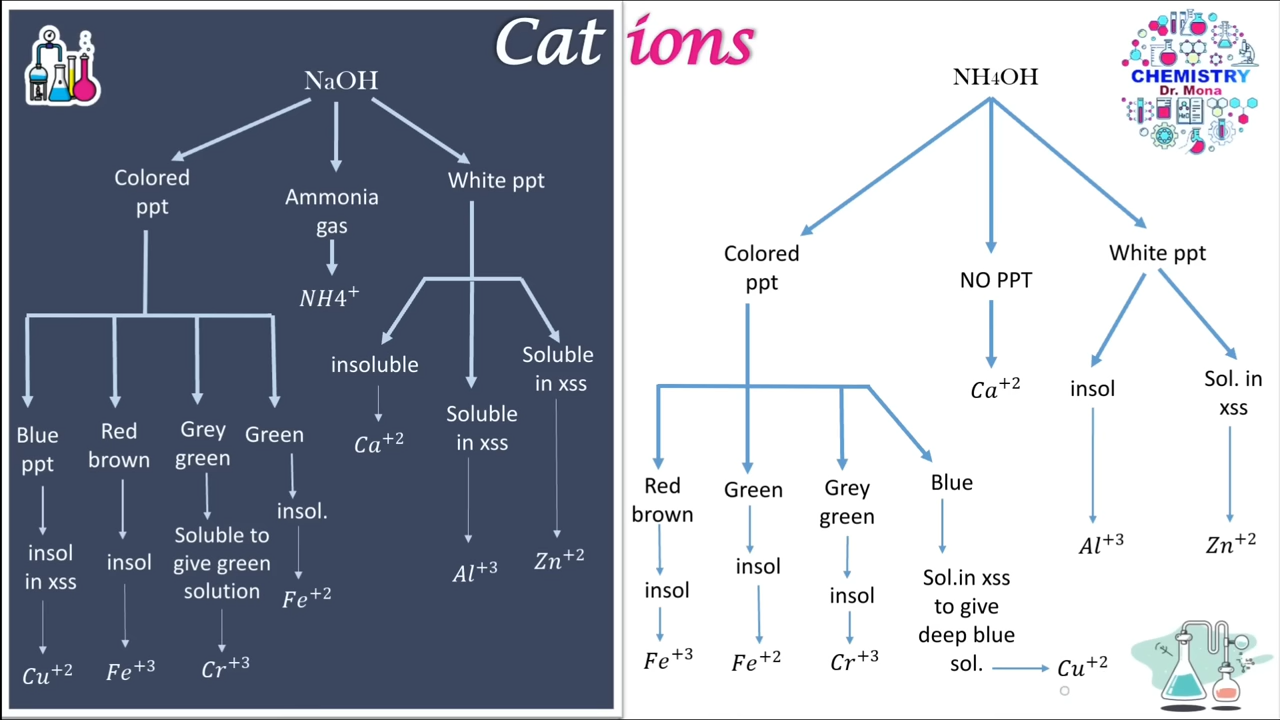 Cations
NaOH
Colored
ppt
Ammonia
gas
White ppt
NH4⁺
insoluble
Soluble
in xss
Soluble
in xss
Blue
ppt
Red
brown
Grey
green
Green
Ca⁺²
insol
in xss
insol
Soluble to
give green
solution
insol.
Al⁺³
Zn⁺²
Cu⁺²
Fe⁺³
Cr⁺³
Fe⁺²
CHEMISTRY
Dr. Mona
NH₄OH
Colored
ppt
NO PPT
White ppt
Ca⁺²
insol
Sol. in
xss
Red
brown
Green
Grey
green
Blue
insol
insol
insol
Sol.in xss
to give
deep blue
sol.
Al⁺³
Zn⁺²
Fe⁺³
Fe⁺²
Cr⁺³
Cu⁺²